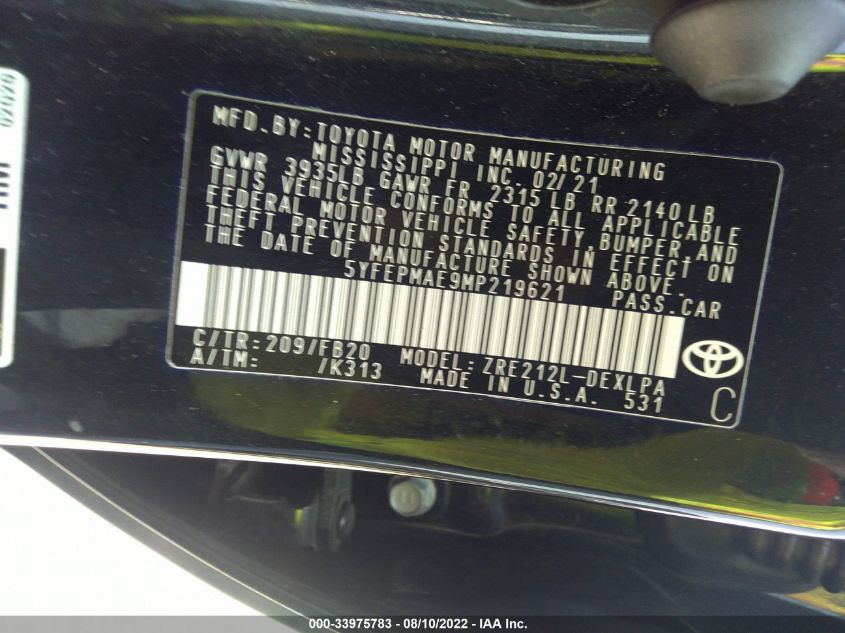 MFD. BY: TOYOTA MOTOR MANUFACTURING
MISSISSIPPI INC. 02/21
GVWR 3935LB GAWR FR 2315 LB RR 2140 LB
THIS VEHICLE CONFORMS TO ALL APPLICABLE
FEDERAL MOTOR VEHICLE SAFETY, BUMPER, AND
THEFT PREVENTION STANDARDS IN EFFECT ON
THE DATE OF MANUFACTURE SHOWN ABOVE.
5YFEPMAE9MP219621 PASS. CAR
C/TR: 209/FB20 MODEL: ZRE212L-DEXLPA
A/TM: /K313 MADE IN U.S.A. 531
C
000-33975783 - 08/10/2022 - IAA Inc.